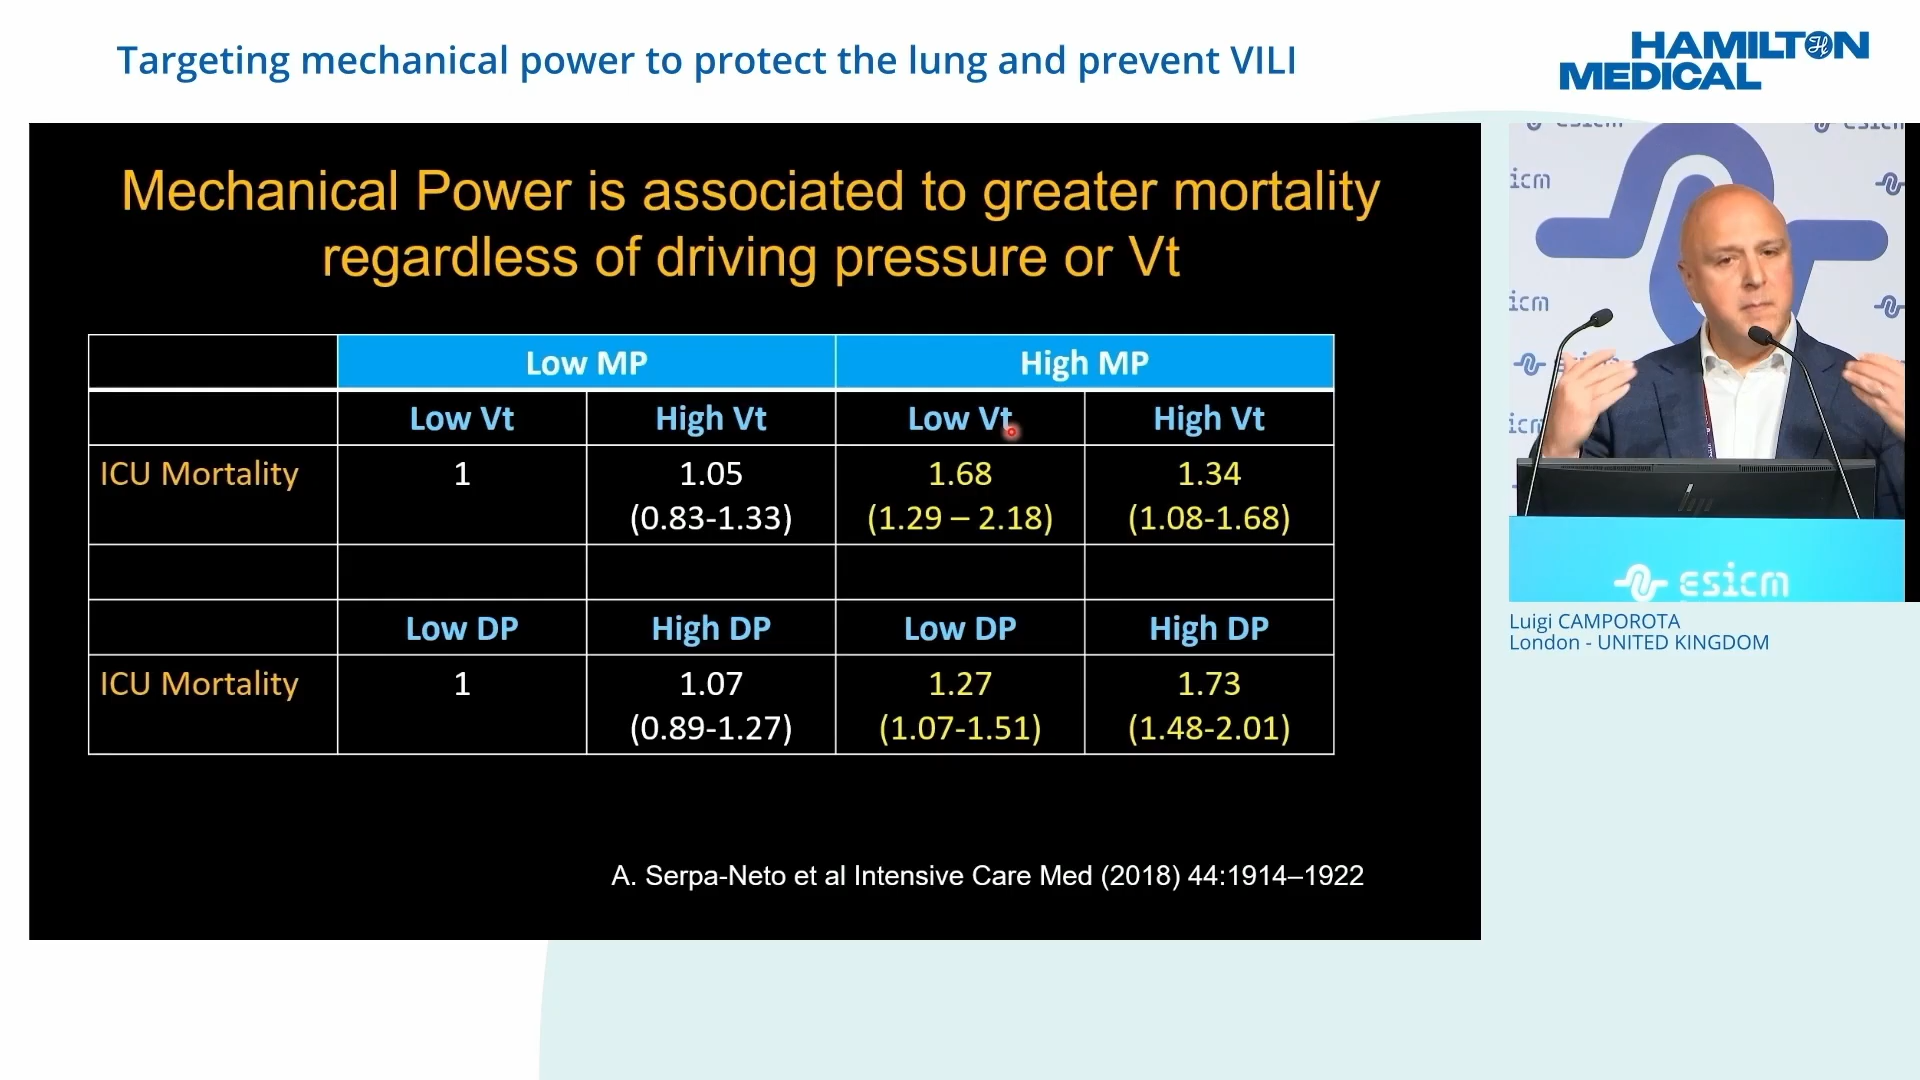 Targeting mechanical power to protect the lung and prevent VILI
HAMILTON
MEDICAL
Mechanical Power is associated to greater mortality
regardless of driving pressure or Vt
Low MP High MP
Low Vt High Vt Low Vt High Vt
ICU Mortality 1 1.05 1.68 1.34
(0.83-1.33) (1.29 – 2.18) (1.08-1.68)
Low DP High DP Low DP High DP
ICU Mortality 1 1.07 1.27 1.73
(0.89-1.27) (1.07-1.51) (1.48-2.01)
A. Serpa-Neto et al Intensive Care Med (2018) 44:1914–1922
esicm
Luigi CAMPOROTA
London - UNITED KINGDOM